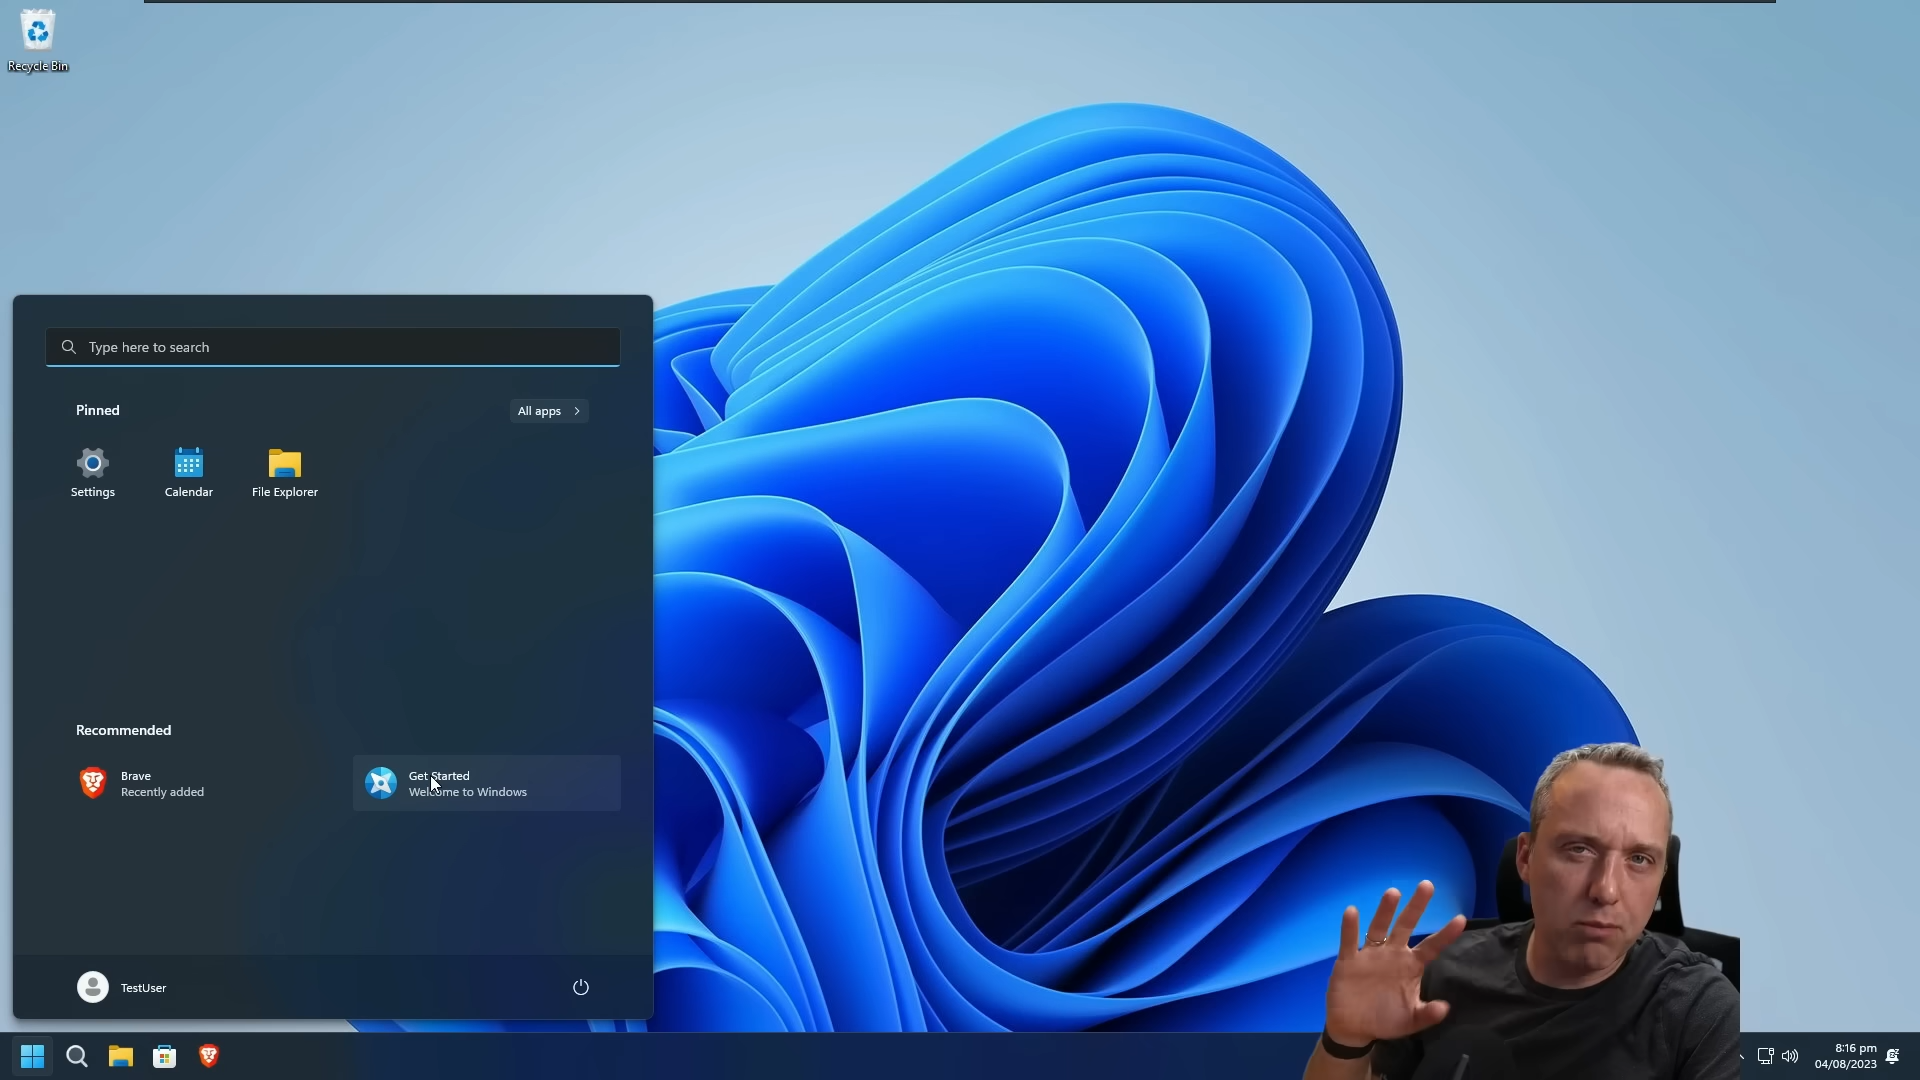 Recycle Bin
Type here to search
Pinned
All apps
Settings
Calendar
File Explorer
Recommended
Brave
Recently added
Get Started
Welcome to Windows
TestUser
8:16 pm
04/08/2023